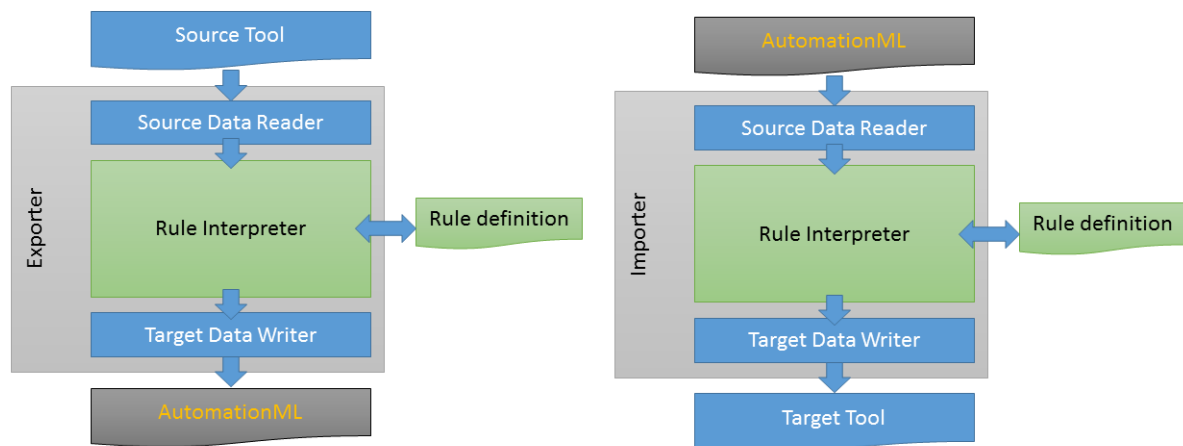 Source Tool
Source Data Reader
Exporter
Rule Interpreter
Rule definition
Target Data Writer
AutomationML
AutomationML
Source Data Reader
Importer
Rule Interpreter
Rule definition
Target Data Writer
Target Tool